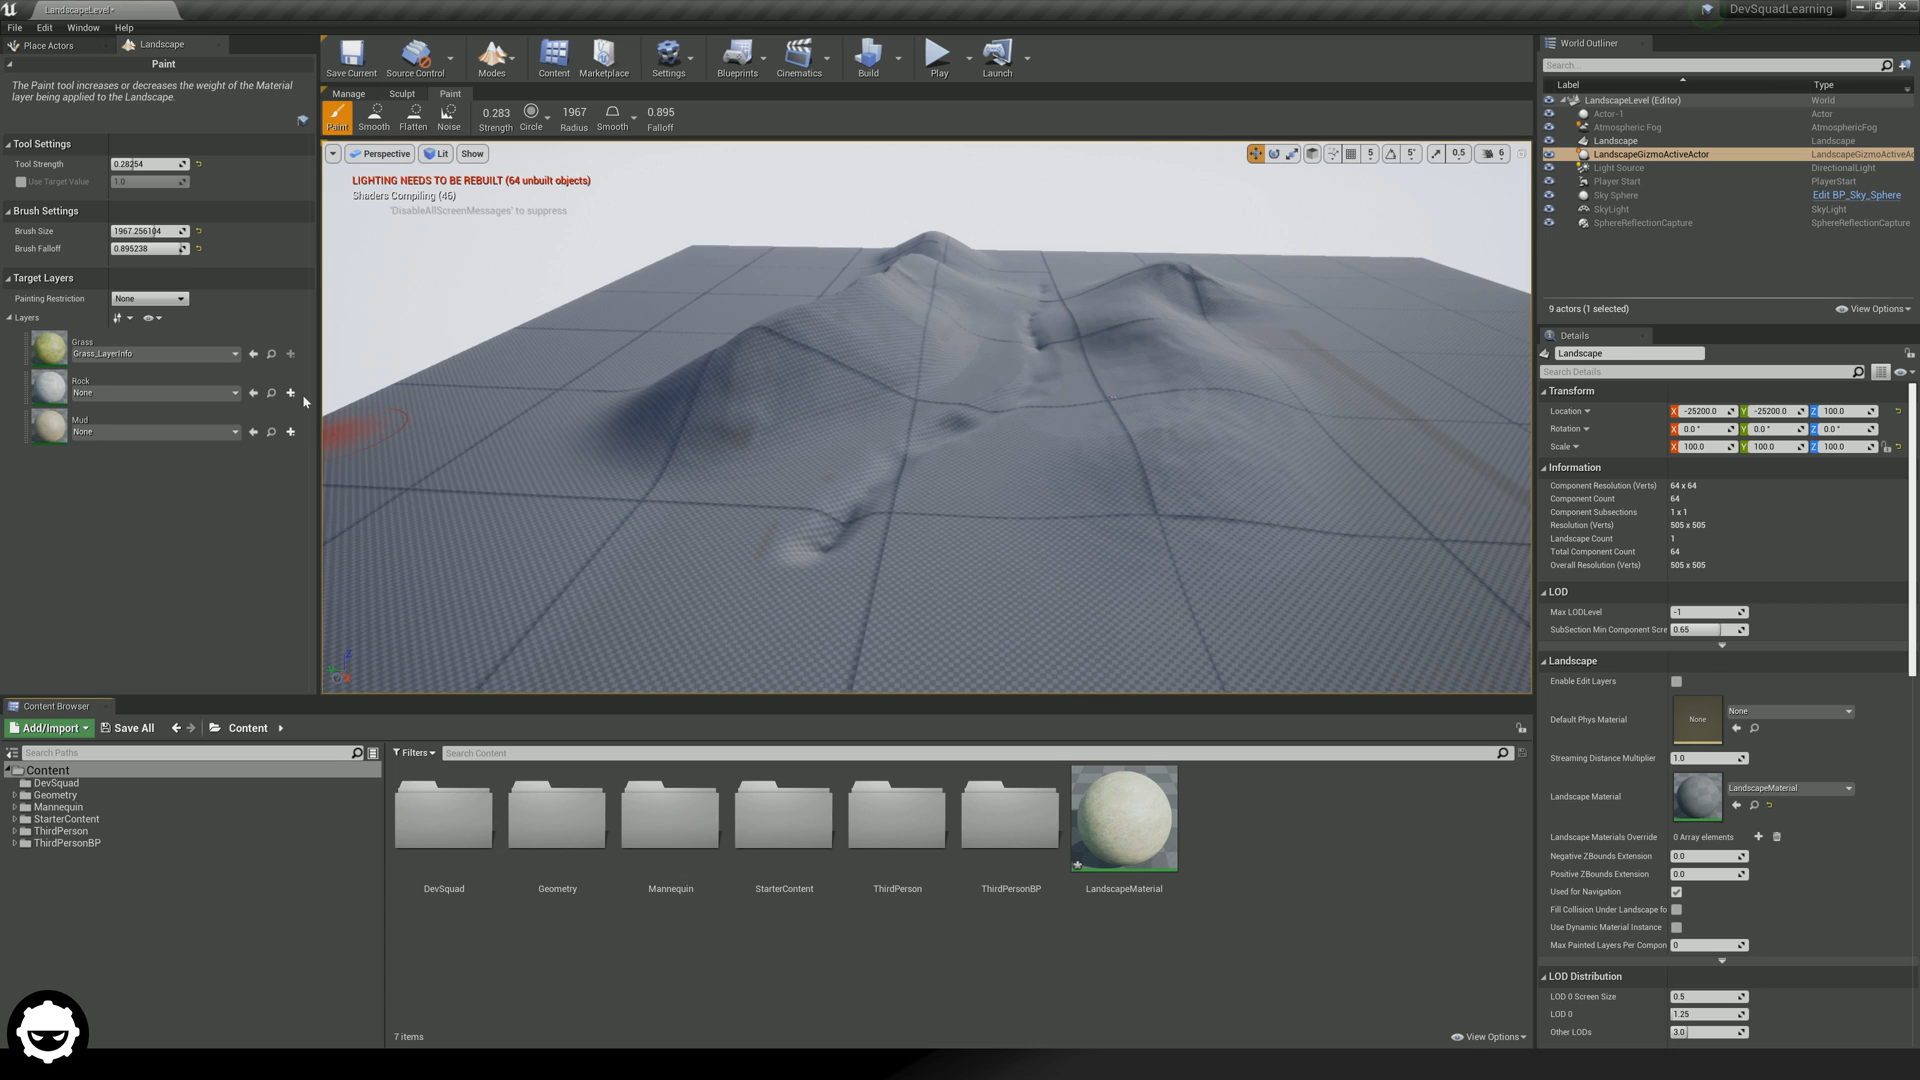 LandscapeLevel*
DevSquadLearning
File Edit Window Help
Place Actors
Landscape
Paint
The Paint tool increases or decreases the weight of the Material
layer being applied to the Landscape.
Tool Settings
Tool Strength 0.28254
Use Target Value 1.0
Brush Settings
Brush Size 1967.256104
Brush Falloff 0.895238
Target Layers
Painting Restriction None
Layers
Grass
Grass_LayerInfo
Rock
None
Mud
None
Save Current Source Control Modes Content Marketplace Settings Blueprints Cinematics Build Play Launch
Manage Sculpt Paint
Paint Smooth Flatten Noise
0.283 1967 0.895
Strength Circle Radius Smooth Falloff
Perspective Lit Show
5 5° 0.5 6
LIGHTING NEEDS TO BE REBUILT (64 unbuilt objects)
Shaders Compiling (46)
'DisableAllScreenMessages' to suppress
World Outliner
Search...
Label Type
LandscapeLevel (Editor) World
Actor-1 Actor
Atmospheric Fog AtmosphericFog
Landscape Landscape
LandscapeGizmoActiveActor LandscapeGizmoActiveAc
Light Source DirectionalLight
Player Start PlayerStart
Sky Sphere Edit BP_Sky_Sphere
SkyLight SkyLight
SphereReflectionCapture SphereReflectionCapture
9 actors (1 selected)
View Options
Details
Landscape
Search Details
Transform
Location X -25200.0 Y -25200.0 Z 100.0
Rotation X 0.0 ° Y 0.0 ° Z 0.0 °
Scale X 100.0 Y 100.0 Z 100.0
Information
Component Resolution (Verts) 64 x 64
Component Count 64
Component Subsections 1 x 1
Resolution (Verts) 505 x 505
Landscape Count 1
Total Component Count 64
Overall Resolution (Verts) 505 x 505
LOD
Max LODLevel -1
SubSection Min Component Scre 0.65
Landscape
Enable Edit Layers
Default Phys Material None None
Streaming Distance Multiplier 1.0
Landscape Material LandscapeMaterial
Landscape Materials Override 0 Array elements
Negative ZBounds Extension 0.0
Positive ZBounds Extension 0.0
Used for Navigation
Fill Collision Under Landscape fo
Use Dynamic Material Instance
Max Painted Layers Per Compon 0
LOD Distribution
LOD 0 Screen Size 0.5
LOD 0 1.25
Other LODs 3.0
Content Browser
Add/Import Save All Content
Search Paths
Content
DevSquad
Geometry
Mannequin
StarterContent
ThirdPerson
ThirdPersonBP
Filters Search Content
DevSquad Geometry Mannequin StarterContent ThirdPerson ThirdPersonBP LandscapeMaterial
7 items
View Options